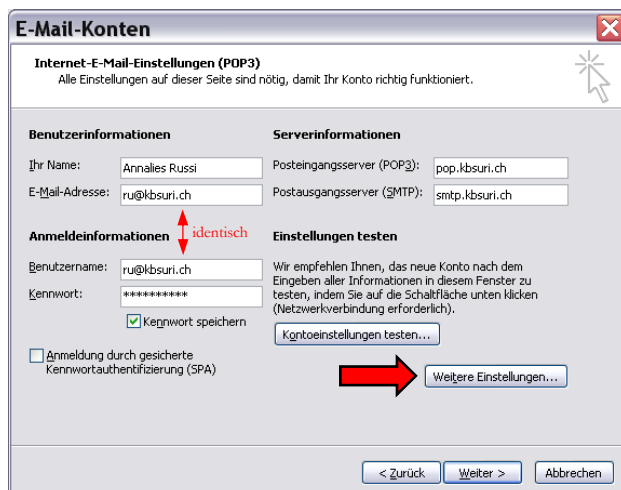 E-Mail-Konten
Internet-E-Mail-Einstellungen (POP3)
Alle Einstellungen auf dieser Seite sind nötig, damit Ihr Konto richtig funktioniert.
Benutzerinformationen
Ihr Name: Annalies Russi
E-Mail-Adresse: ru@kbsuri.ch
identisch
Anmeldeinformationen
Benutzername: ru@kbsuri.ch
Kennwort: **********
Kennwort speichern
Anmeldung durch gesicherte
Kennwortauthentifizierung (SPA)
Serverinformationen
Posteingangsserver (POP3): pop.kbsuri.ch
Postausgangsserver (SMTP): smtp.kbsuri.ch
Einstellungen testen
Wir empfehlen Ihnen, das neue Konto nach dem
Eingeben aller Informationen in diesem Fenster zu
testen, indem Sie auf die Schaltfläche unten klicken
(Netzwerkverbindung erforderlich).
Kontoeinstellungen testen...
Weitere Einstellungen...
< Zurück
Weiter >
Abbrechen